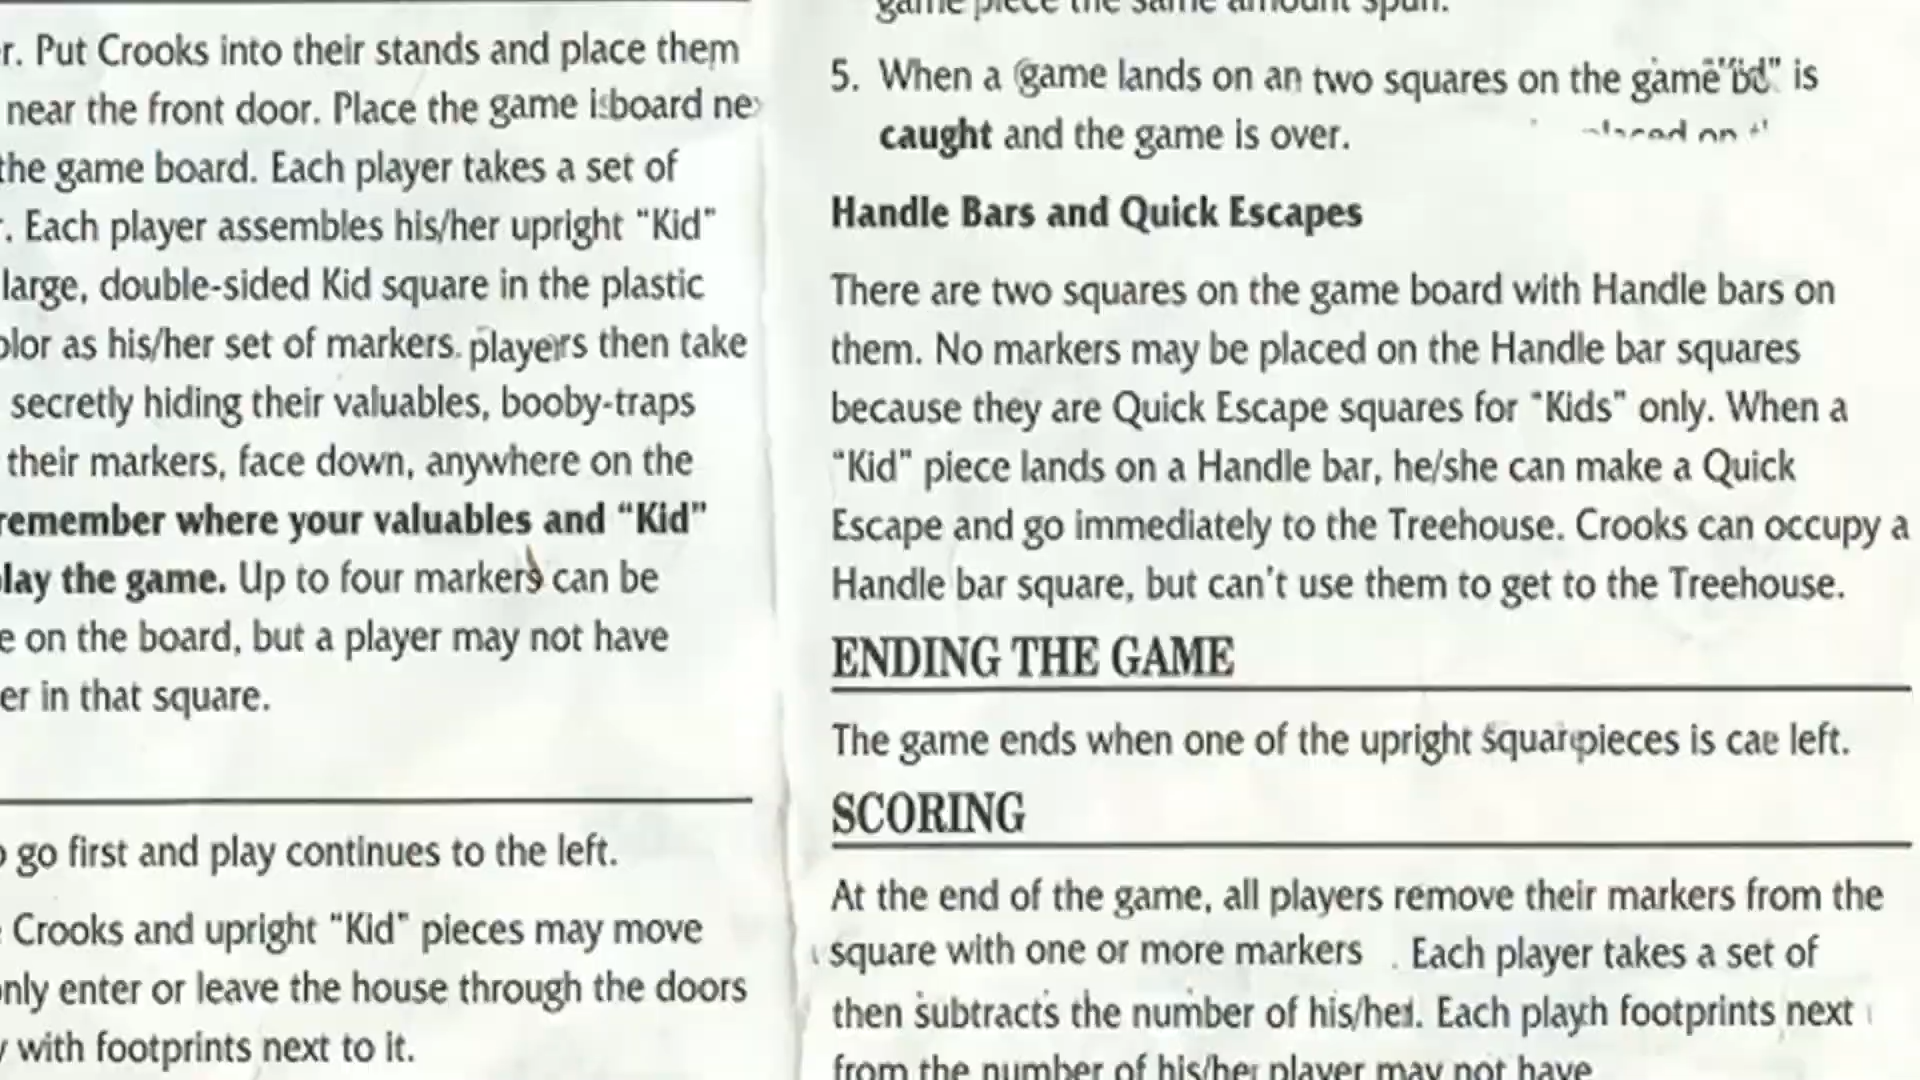 r. Put Crooks into their stands and place them
near the front door. Place the game board
the game board. Each player takes a set of
. Each player assembles his/her upright “Kid”
large, double-sided Kid square in the plastic
olor as his/her set of markers. players then take
secretly hiding their valuables, booby-traps
their markers, face down, anywhere on the
remember where your valuables and “Kid”
lay the game. Up to four markers can be
e on the board, but a player may not have
er in that square.
go first and play continues to the left.
Crooks and upright “Kid” pieces may move
only enter or leave the house through the doors
with footprints next to it.
game piece the same amount spun.
5. When a game lands on an two squares on the game is
caught and the game is over.
placed on
Handle Bars and Quick Escapes
There are two squares on the game board with Handle bars on
them. No markers may be placed on the Handle bar squares
because they are Quick Escape squares for “Kids” only. When a
“Kid” piece lands on a Handle bar, he/she can make a Quick
Escape and go immediately to the Treehouse. Crooks can occupy a
Handle bar square, but can't use them to get to the Treehouse.
ENDING THE GAME
The game ends when one of the upright pieces is left.
SCORING
At the end of the game, all players remove their markers from the
square with one or more markers . Each player takes a set of
then subtracts the number of Each footprints next
from the number of his/her player may not have